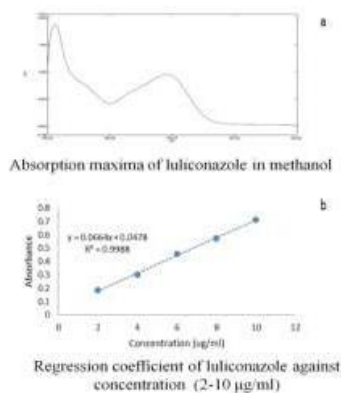 a
Absorption maxima of luliconazole in methanol
b
0.8
0.7
0.6
0.5
0.4
0.3
0.2
0.1
0
Absorbance
y = 0.0664x + 0.0478
R² = 0.9988
0 2 4 6 8 10 12
Concentration (ug/ml)
Regression coefficient of luliconazole against
concentration (2-10 µg/ml)